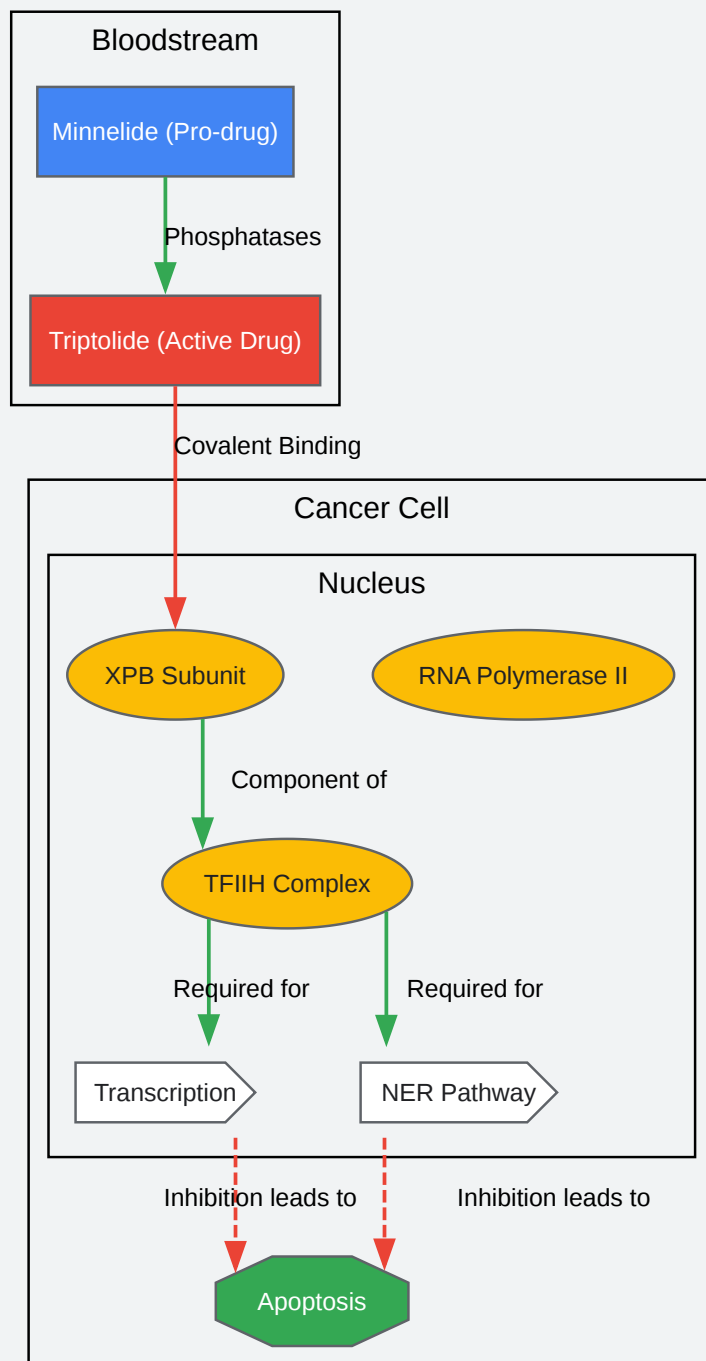 Bloodstream
Minnelide (Pro-drug)
Phosphatases
Triptolide (Active Drug)
Covalent Binding
Cancer Cell
Nucleus
XPB Subunit
RNA Polymerase II
Component of
TFIIH Complex
Required for
Required for
Transcription
NER Pathway
Inhibition leads to
Inhibition leads to
Apoptosis